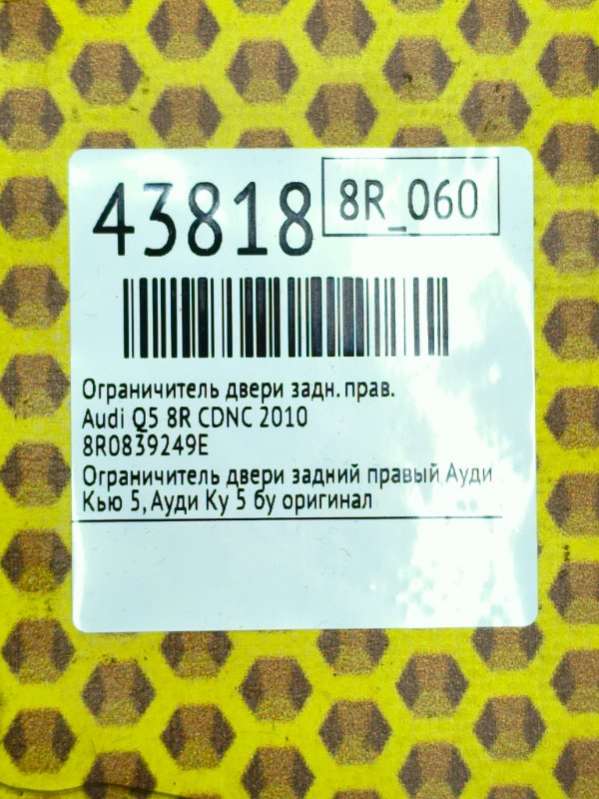 43818
8R_060
Ограничитель двери задн. прав.
Audi Q5 8R CDNC 2010
8R0839249E
Ограничитель двери задний правый Ауди
Кью 5, Ауди Ку 5 бу оригинал